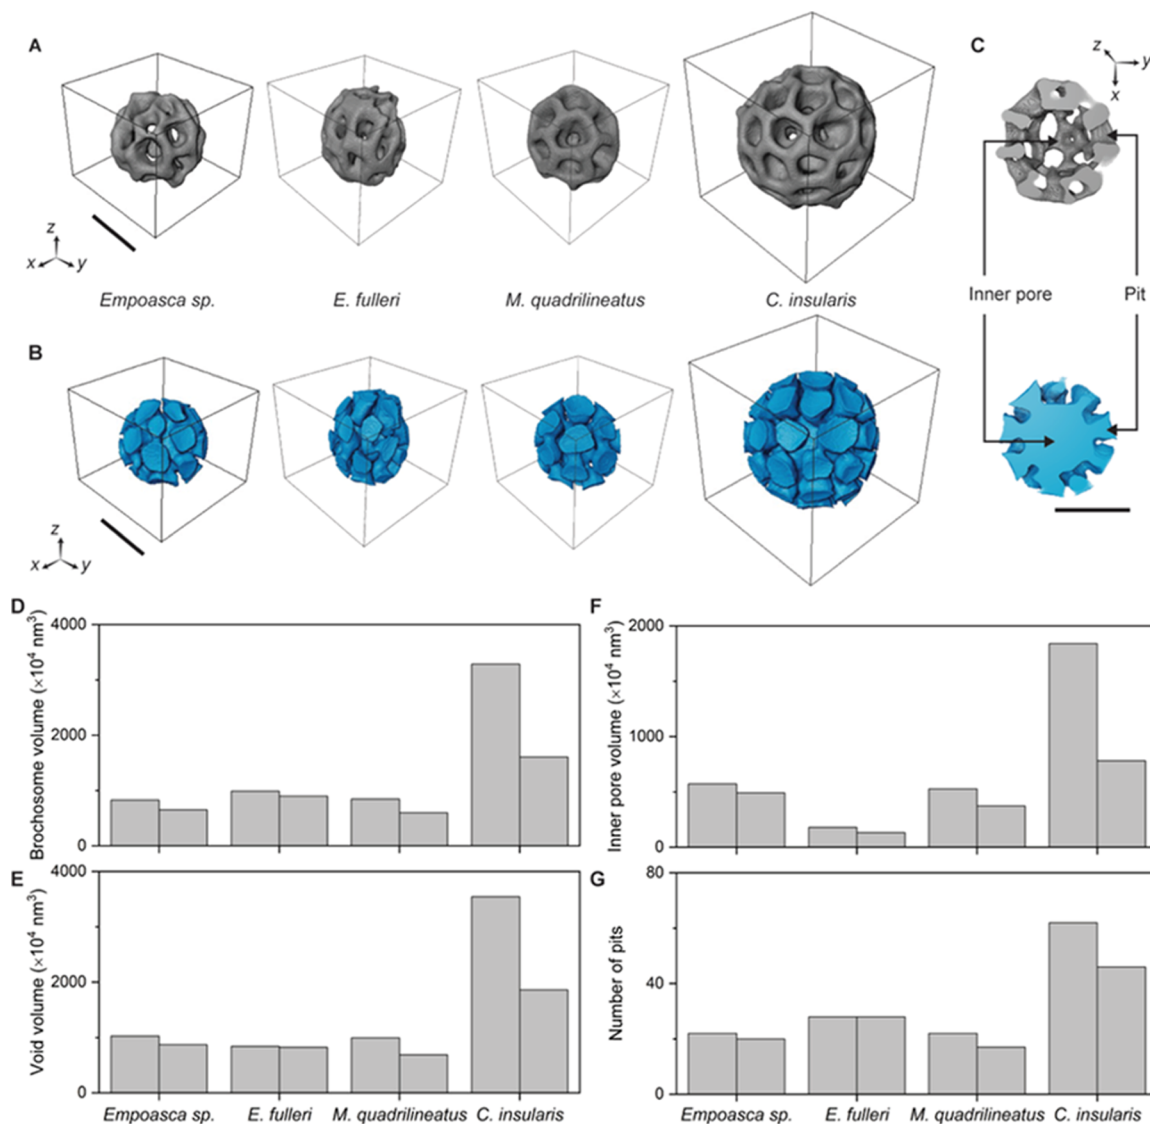 A
C
z
y
x
z
x y
Empoasca sp.
E. fulleri
M. quadrilineatus
C. insularis
Inner pore
Pit
B
z
x y
D
Brochosome volume (×10⁴ nm³)
4000
2000
0
F
Inner pore volume (×10⁴ nm³)
2000
1000
0
E
Void volume (×10⁴ nm³)
4000
2000
0
Empoasca sp.
E. fulleri
M. quadrilineatus
C. insularis
G
Number of pits
80
40
0
Empoasca sp.
E. fulleri
M. quadrilineatus
C. insularis